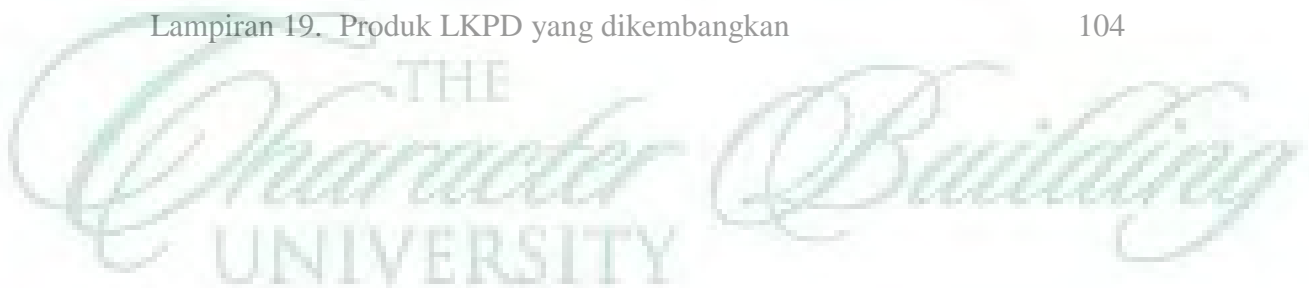 Lampiran 19. Produk LKPD yang dikembangkan 104
THE
Character Building
UNIVERSITY